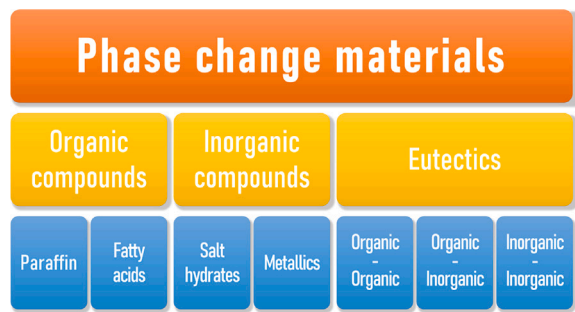 Phase change materials
Organic
compounds
Inorganic
compounds
Eutectics
Paraffin
Fatty
acids
Salt
hydrates
Metallics
Organic
-
Organic
Organic
-
Inorganic
Inorganic
-
Inorganic